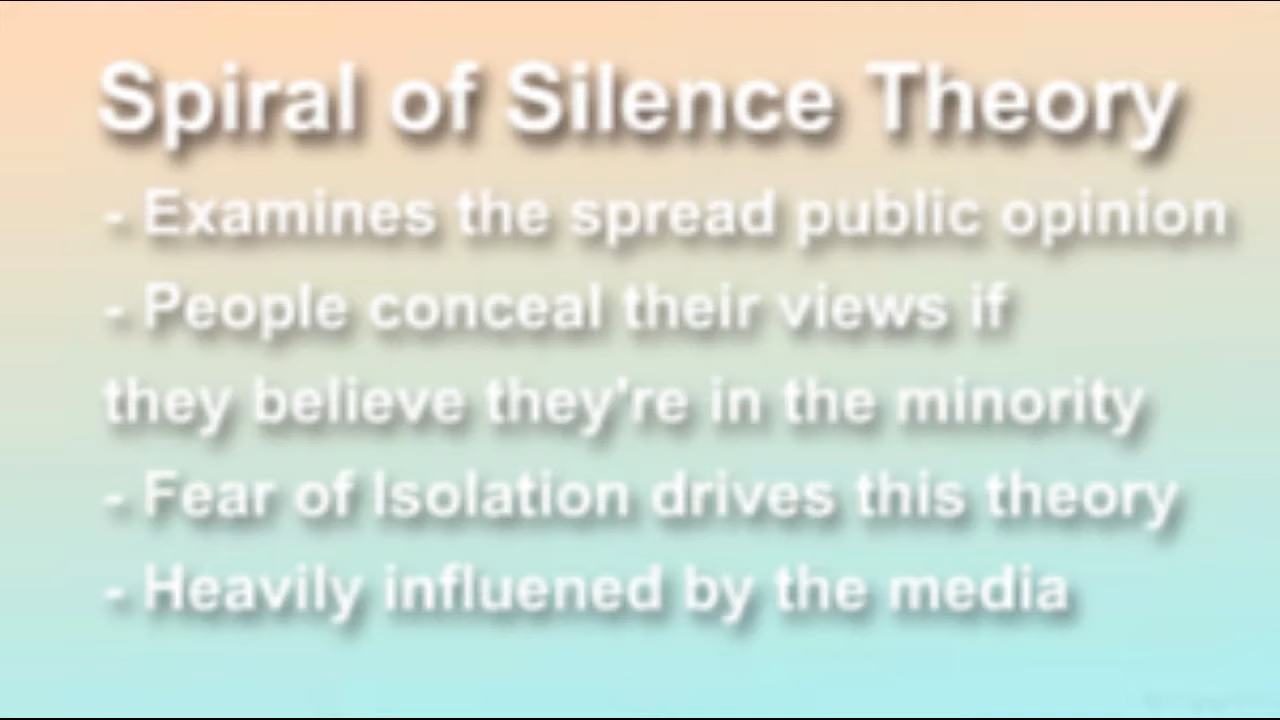 Spiral of Silence Theory
- Examines the spread public opinion
- People conceal their views if
they believe they're in the minority
- Fear of Isolation drives this theory
- Heavily influened by the media